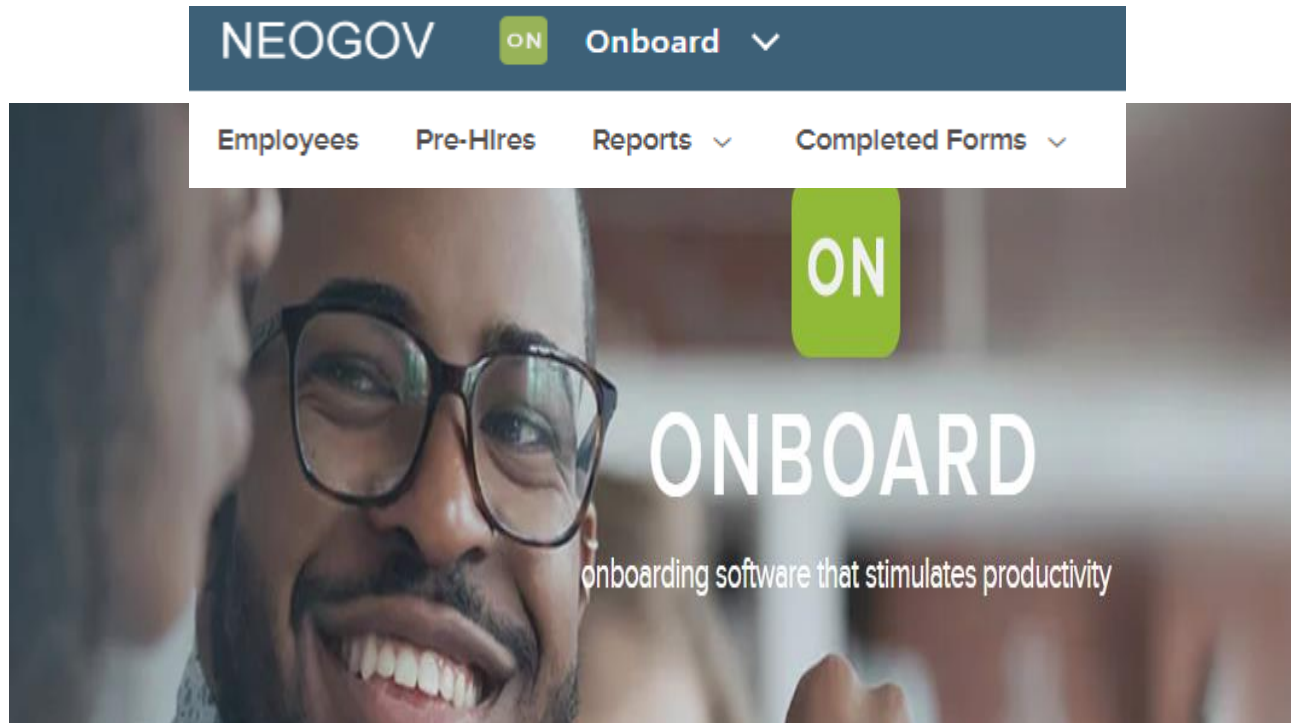 NEOGOV ON Onboard
Employees Pre-Hires Reports Completed Forms
ON
ONBOARD
onboarding software that stimulates productivity